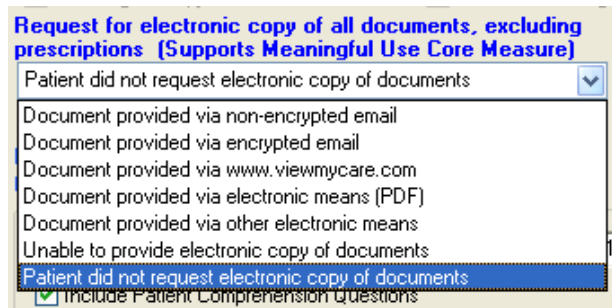 Request for electronic copy of all documents, excluding
prescriptions (Supports Meaningful Use Core Measure)
Patient did not request electronic copy of documents
Document provided via non-encrypted email
Document provided via encrypted email
Document provided via www.viewmycare.com
Document provided via electronic means (PDF)
Document provided via other electronic means
Unable to provide electronic copy of documents
Patient did not request electronic copy of documents
Include Patient Comprehension Questions